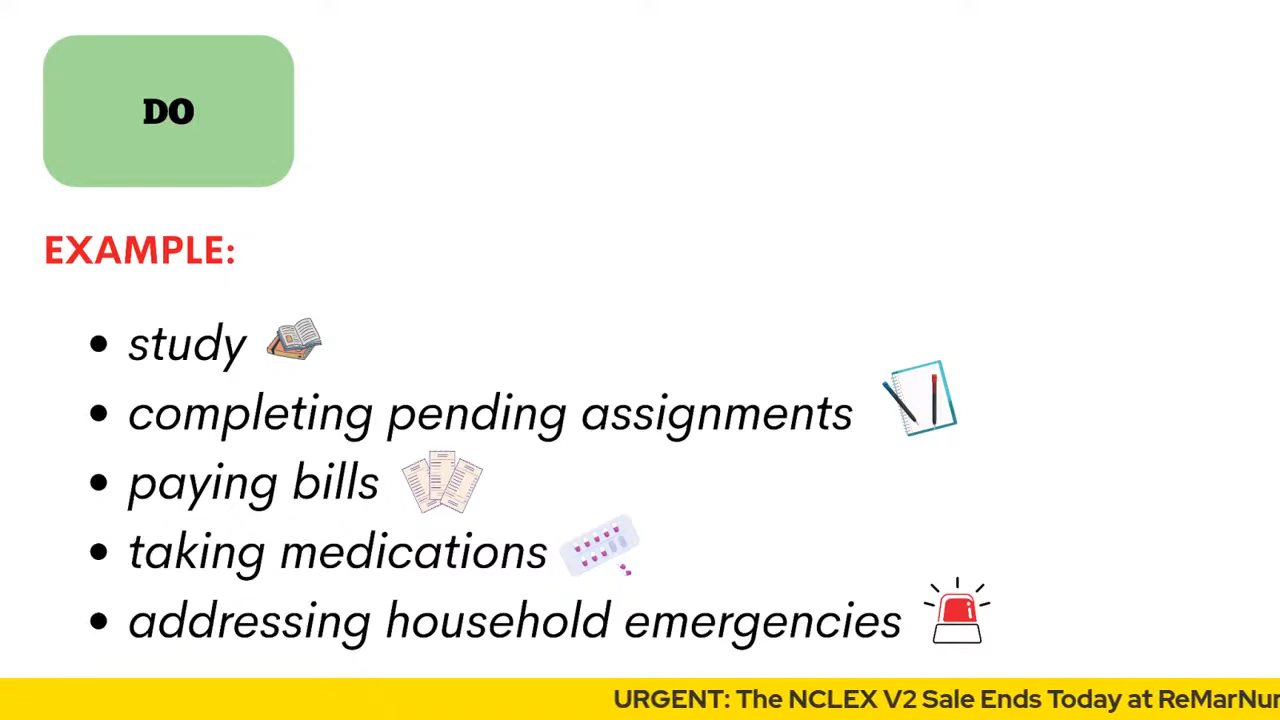 DO
EXAMPLE:
• study
• completing pending assignments
• paying bills
• taking medications
• addressing household emergencies
URGENT: The NCLEX V2 Sale Ends Today at ReMarNur